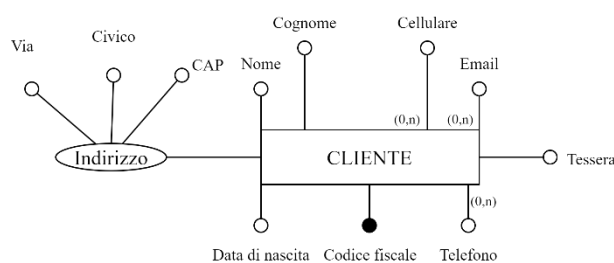 Cognome
Cellulare
Civico
Via
CAP
Nome
Email
(0,n)
(0,n)
Indirizzo
CLIENTE
Tessera
(0,n)
Data di nascita
Codice fiscale
Telefono